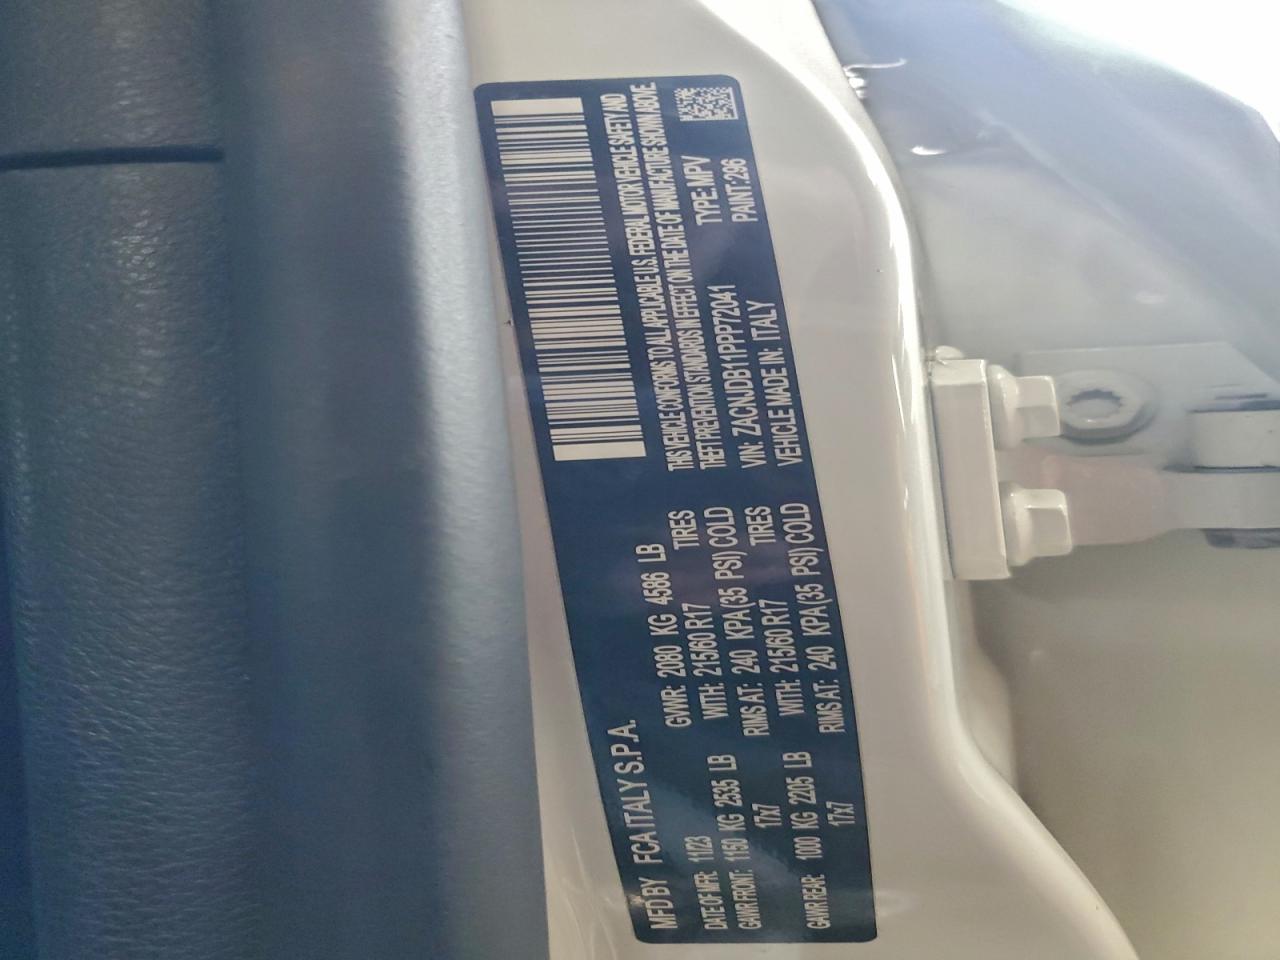 MFD BY FCA ITALY S.P.A.
DATE OF MFR: 11/23 GVWR: 2080 KG 4586 LB
GAWR FRONT: 1150 KG 2535 LB WITH: 215/60 R17 TIRES
17x7 RIMS AT: 240 KPA(35 PSI) COLD
GAWR REAR: 1000 KG 2205 LB WITH: 215/60 R17 TIRES
17x7 RIMS AT: 240 KPA(35 PSI) COLD
THIS VEHICLE CONFORMS TO ALL APPLICABLE U.S. FEDERAL MOTOR VEHICLE SAFETY AND
THEFT PREVENTION STANDARDS IN EFFECT ON THE DATE OF MANUFACTURE SHOWN ABOVE.
VIN: ZACNJDB11PPP72041 TYPE: MPV
VEHICLE MADE IN: ITALY PAINT: 296